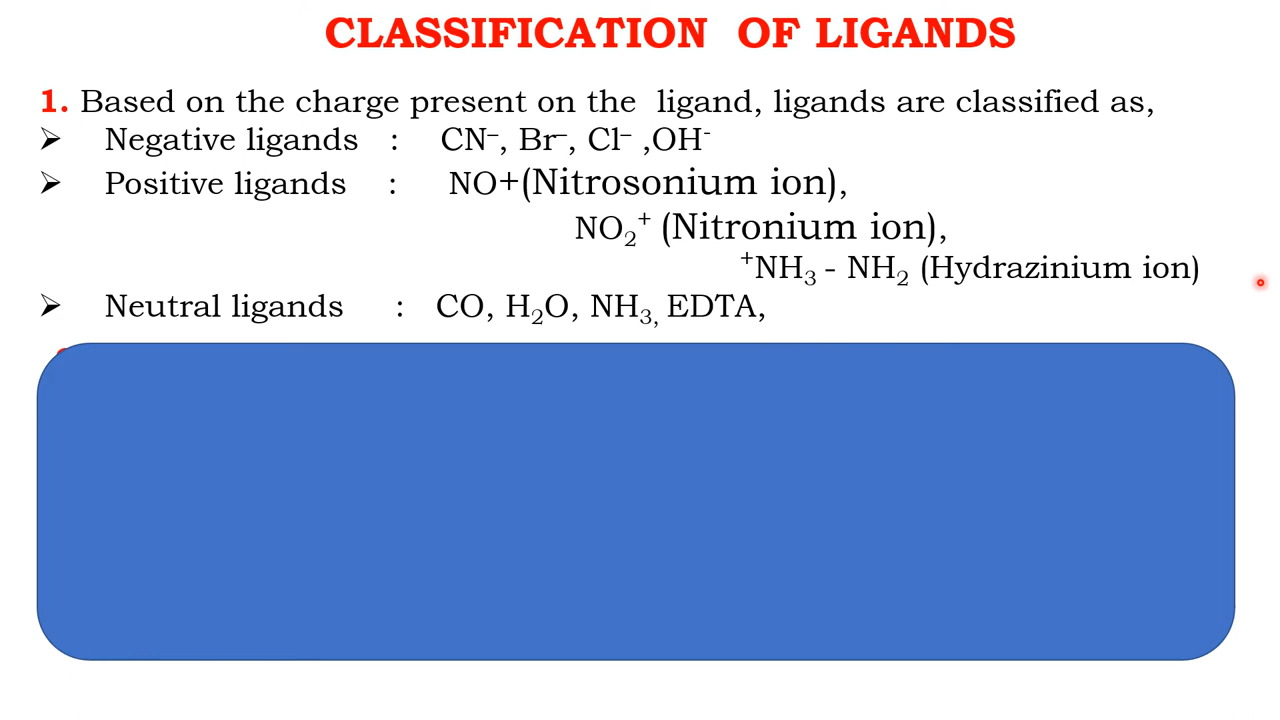 CLASSIFICATION OF LIGANDS
1. Based on the charge present on the ligand, ligands are classified as,
➢ Negative ligands : CN⁻, Br⁻, Cl⁻ ,OH⁻
➢ Positive ligands : NO+(Nitrosonium ion),
NO₂⁺ (Nitronium ion),
⁺NH₃ - NH₂ (Hydrazinium ion)
➢ Neutral ligands : CO, H₂O, NH₃, EDTA,